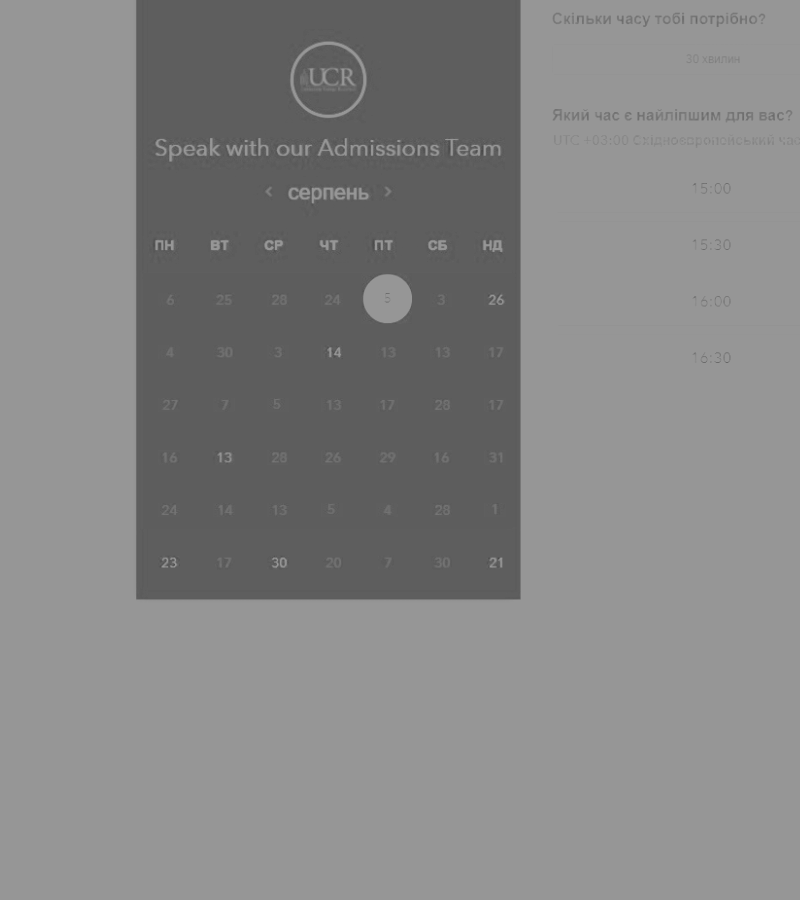 UCR
Speak with our Admissions Team
‹ серпень ›
ПН ВТ СР ЧТ ПТ СБ НД
6 25 28 24 5 3 26
4 30 3 14 13 13 17
27 7 5 13 17 28 17
16 13 28 26 29 16 31
24 14 13 5 4 28 1
23 17 30 20 7 30 21
Скільки часу тобі потрібно?
30 хвилин
Який час є найліпшим для вас?
UTC +03:00 Східноєвропейський час
15:00
15:30
16:00
16:30